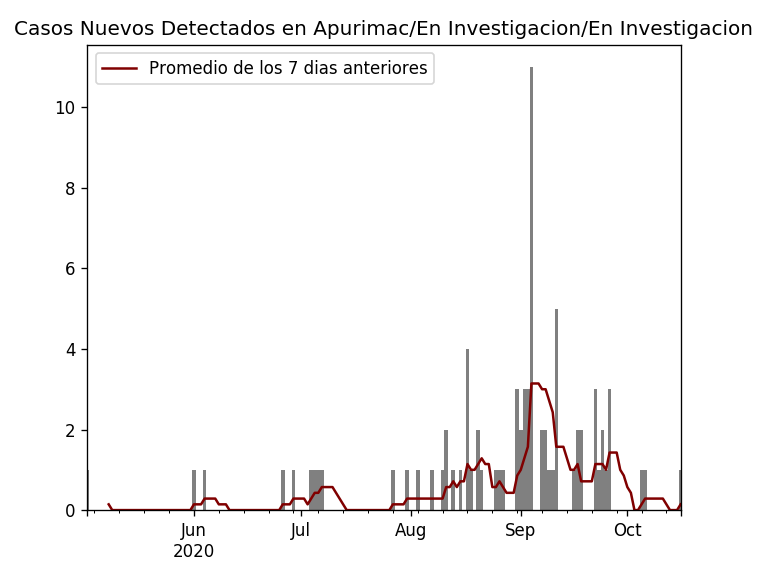 Casos Nuevos Detectados en Apurimac/En Investigacion/En Investigacion
Promedio de los 7 dias anteriores
10
8
6
4
2
0
Jun Jul Aug Sep Oct
2020